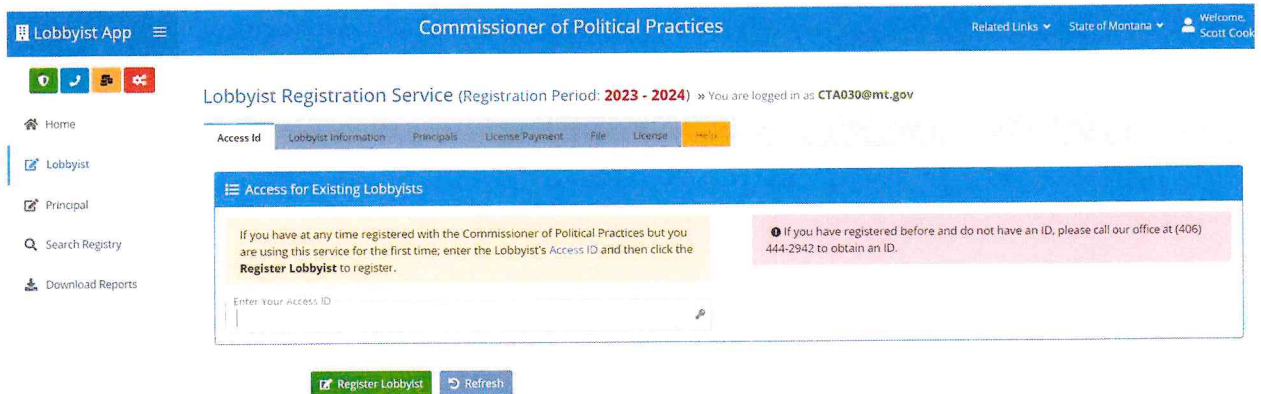 Lobbyist App
Commissioner of Political Practices
Related Links
State of Montana
Welcome,
Scott Cook
Lobbyist Registration Service (Registration Period: 2023 - 2024) » You are logged in as CTA030@mt.gov
Home
Lobbyist
Principal
Search Registry
Download Reports
Access Id Lobbyist Information Principals License Payment File License Help
Access for Existing Lobbyists
If you have at any time registered with the Commissioner of Political Practices but you
are using this service for the first time; enter the Lobbyist's Access ID and then click the
Register Lobbyist to register.
If you have registered before and do not have an ID, please call our office at (406)
444-2942 to obtain an ID.
Enter Your Access ID
Register Lobbyist
Refresh